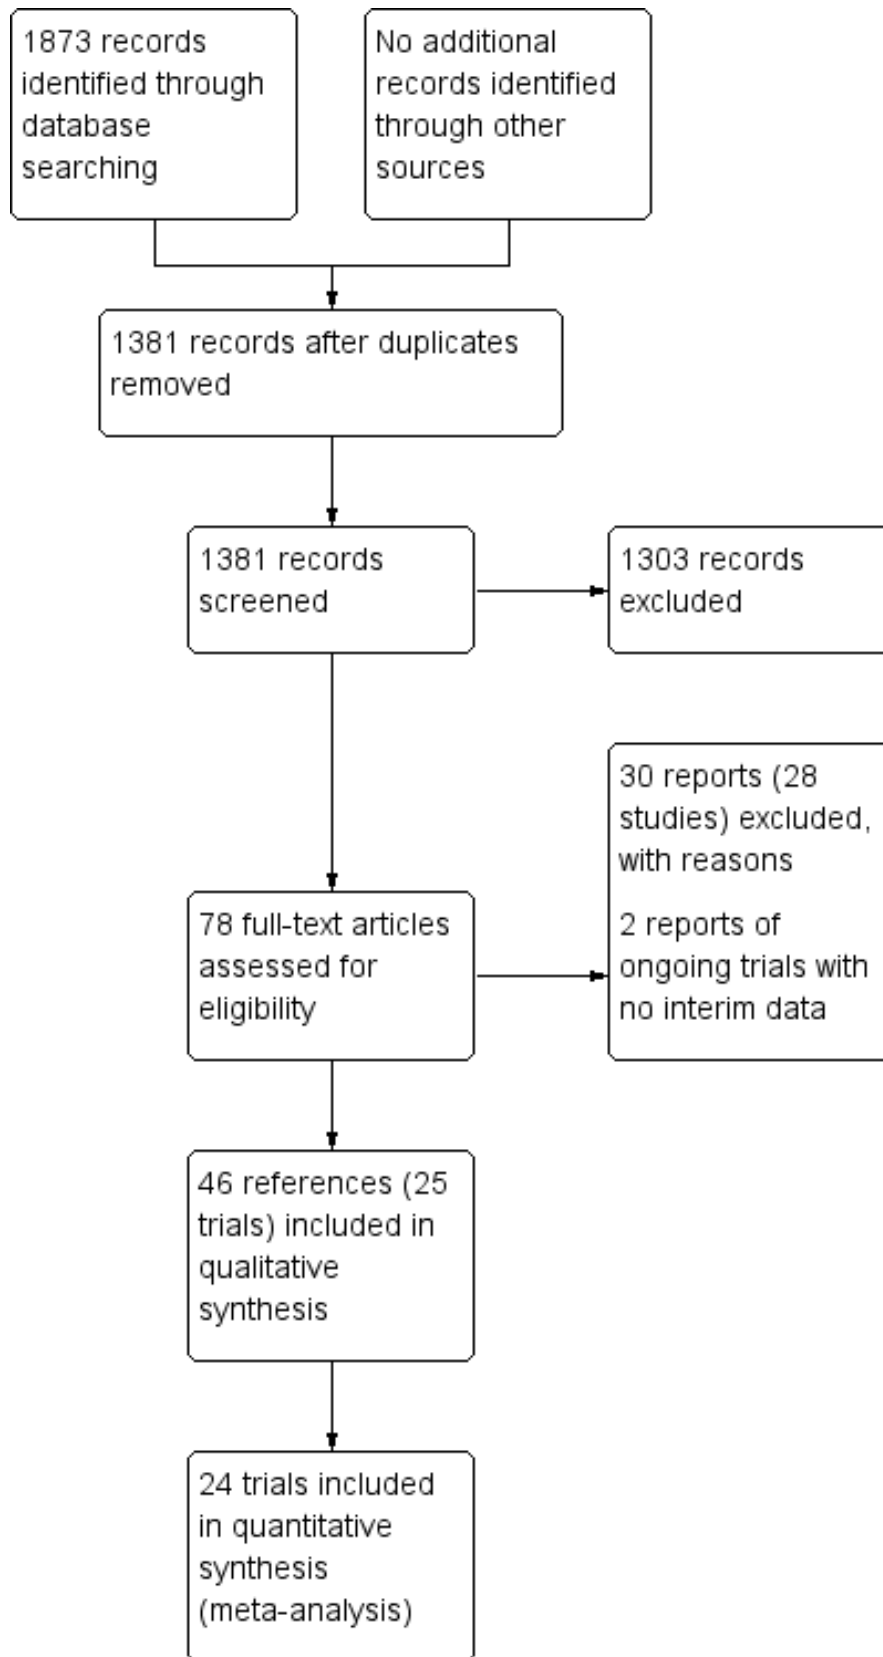 1873 records
identified through
database
searching
No additional
records identified
through other
sources
1381 records after duplicates
removed
1381 records
screened
1303 records
excluded
30 reports (28
studies) excluded,
with reasons
2 reports of
ongoing trials with
no interim data
78 full-text articles
assessed for
eligibility
46 references (25
trials) included in
qualitative
synthesis
24 trials included
in quantitative
synthesis
(meta-analysis)